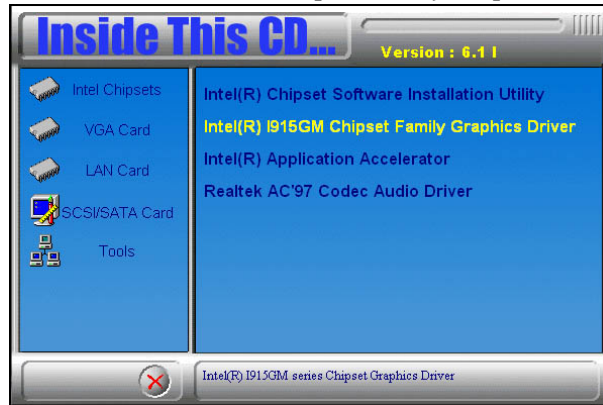 Inside This CD...
Version : 6.1 I
Intel Chipsets
VGA Card
LAN Card
SCSI/SATA Card
Tools
Intel(R) Chipset Software Installation Utility
Intel(R) I915GM Chipset Family Graphics Driver
Intel(R) Application Accelerator
Realtek AC'97 Codec Audio Driver
Intel(R) I915GM series Chipset Graphics Driver